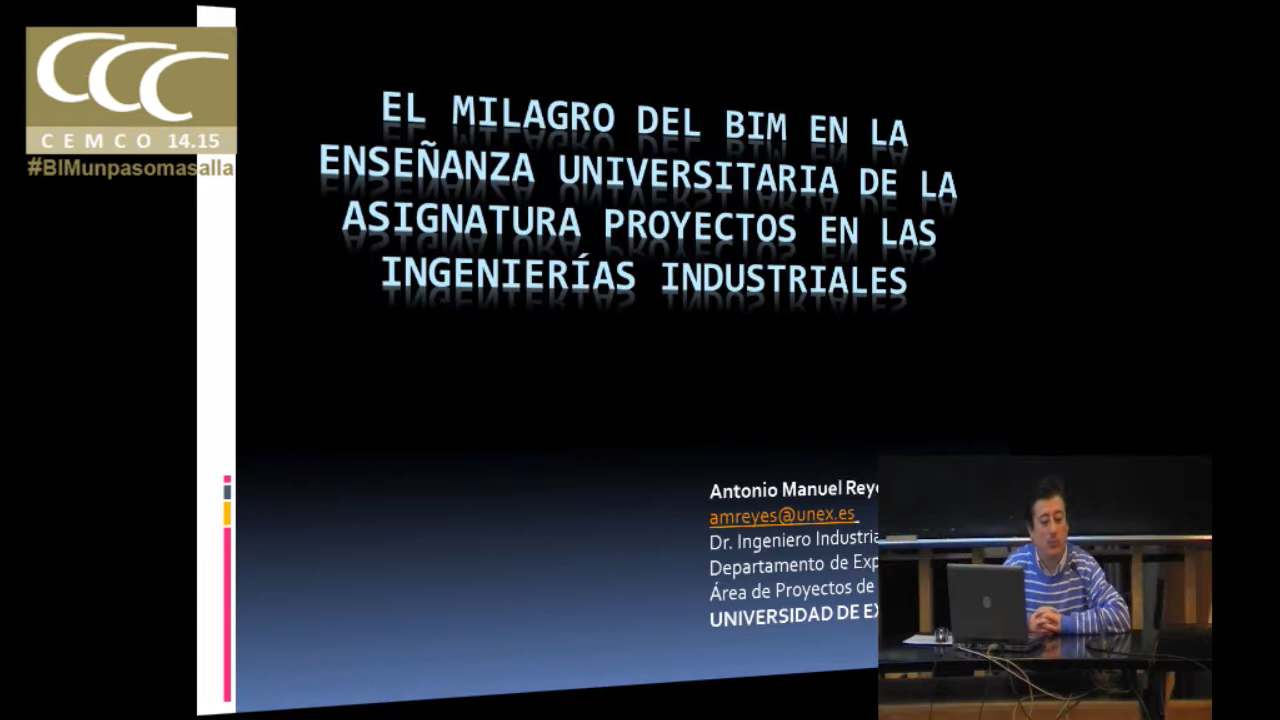 CCC
CEMCO 14.15
#BIMunpasomasalla
EL MILAGRO DEL BIM EN LA
ENSEÑANZA UNIVERSITARIA DE LA
ASIGNATURA PROYECTOS EN LAS
INGENIERÍAS INDUSTRIALES
Antonio Manuel
amreyes@unex.es
Dr. Ingeniero
Departamento de
Área de Proyectos de
UNIVERSIDAD DE